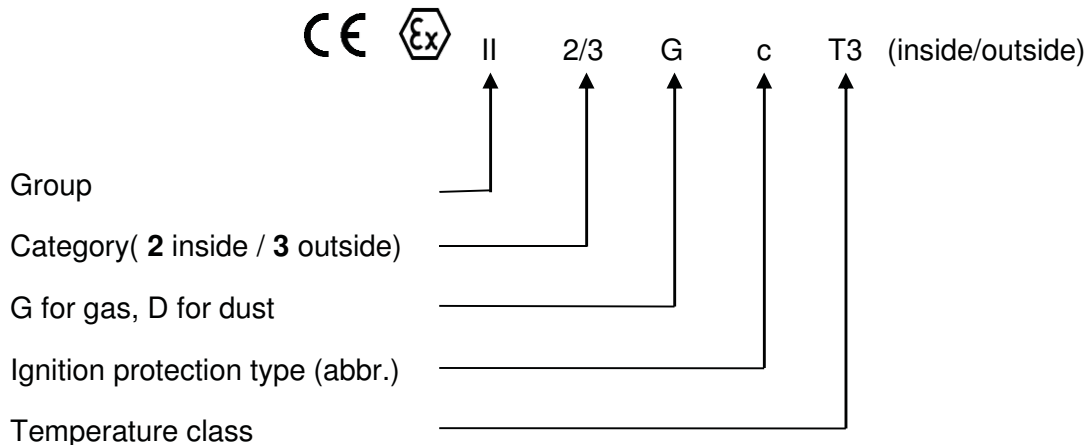 CE Ex II 2/3 G c T3 (inside/outside)
Group
Category( 2 inside / 3 outside)
G for gas, D for dust
Ignition protection type (abbr.)
Temperature class